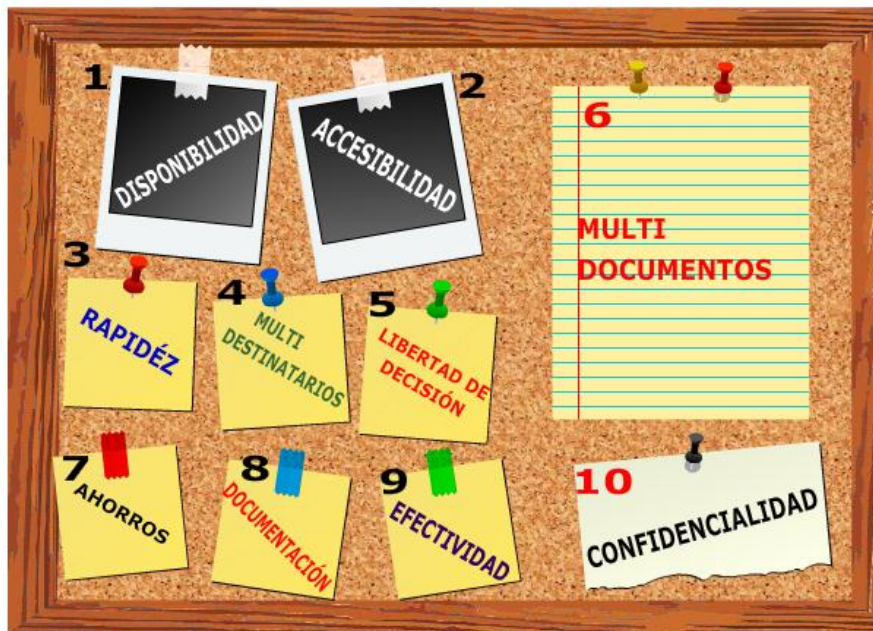 1
DISPONIBILIDAD
2
ACCESIBILIDAD
3
RAPIDÉZ
4
MULTI
DESTINATARIOS
5
LIBERTAD DE
DECISIÓN
6
MULTI
DOCUMENTOS
7
AHORROS
8
DOCUMENTACIÓN
9
EFECTIVIDAD
10
CONFIDENCIALIDAD